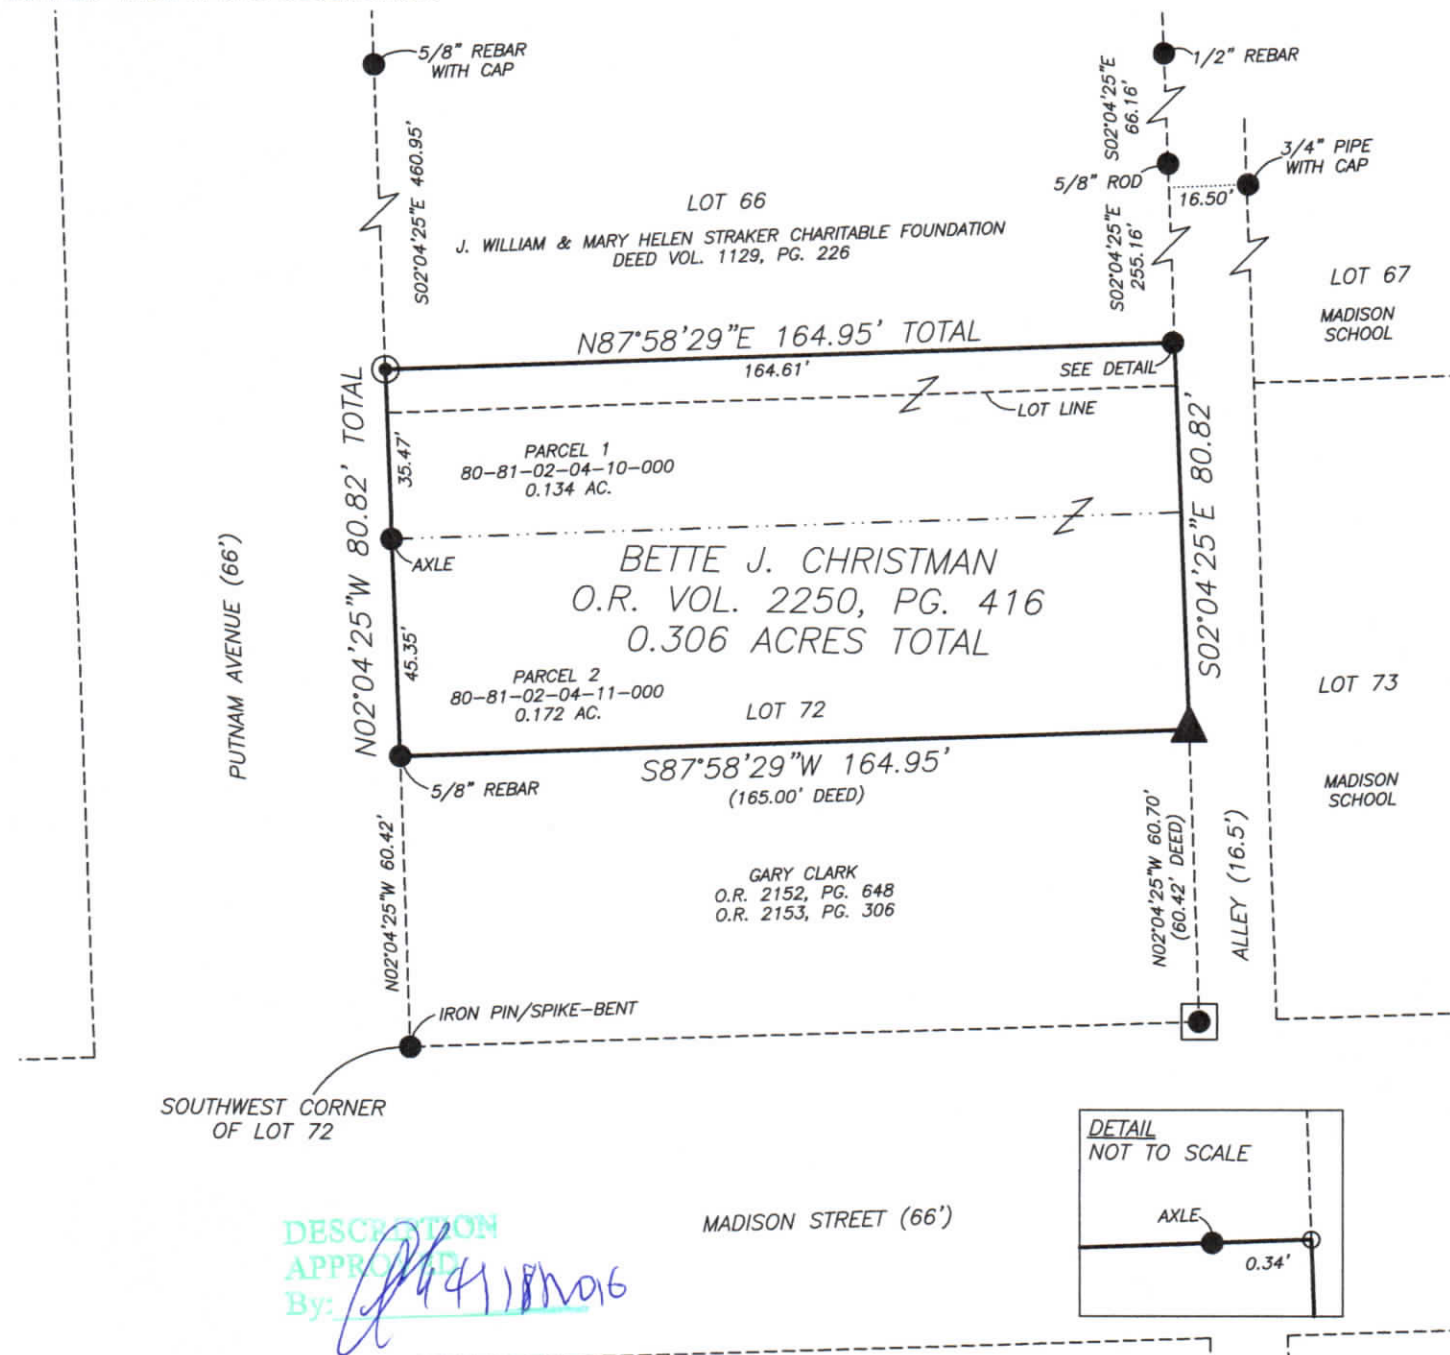 5/8" REBAR
WITH CAP
1/2" REBAR
S02°04'25"E
66.16'
3/4" PIPE
WITH CAP
5/8" ROD
16.50'
S02°04'25"E 460.95'
LOT 66
J. WILLIAM & MARY HELEN STRAKER CHARITABLE FOUNDATION
DEED VOL. 1129, PG. 226
S02°04'25"E
255.16'
LOT 67
MADISON
SCHOOL
N87°58'29"E 164.95' TOTAL
164.61'
SEE DETAIL
LOT LINE
N02°04'25"W 80.82' TOTAL
35.47'
PARCEL 1
80-81-02-04-10-000
0.134 AC.
S02°04'25"E 80.82'
AXLE
BETTE J. CHRISTMAN
O.R. VOL. 2250, PG. 416
0.306 ACRES TOTAL
PUTNAM AVENUE (66')
45.35'
PARCEL 2
80-81-02-04-11-000
0.172 AC.
LOT 72
LOT 73
S87°58'29"W 164.95'
(165.00' DEED)
5/8" REBAR
MADISON
SCHOOL
N02°04'25"W 60.42'
GARY CLARK
O.R. 2152, PG. 648
O.R. 2153, PG. 306
N02°04'25"W 60.70'
(60.42' DEED)
ALLEY (16.5')
IRON PIN/SPIKE-BENT
SOUTHWEST CORNER
OF LOT 72
DETAIL
NOT TO SCALE
AXLE
0.34'
MADISON STREET (66')
DESCRIPTION
APPROVED
By: